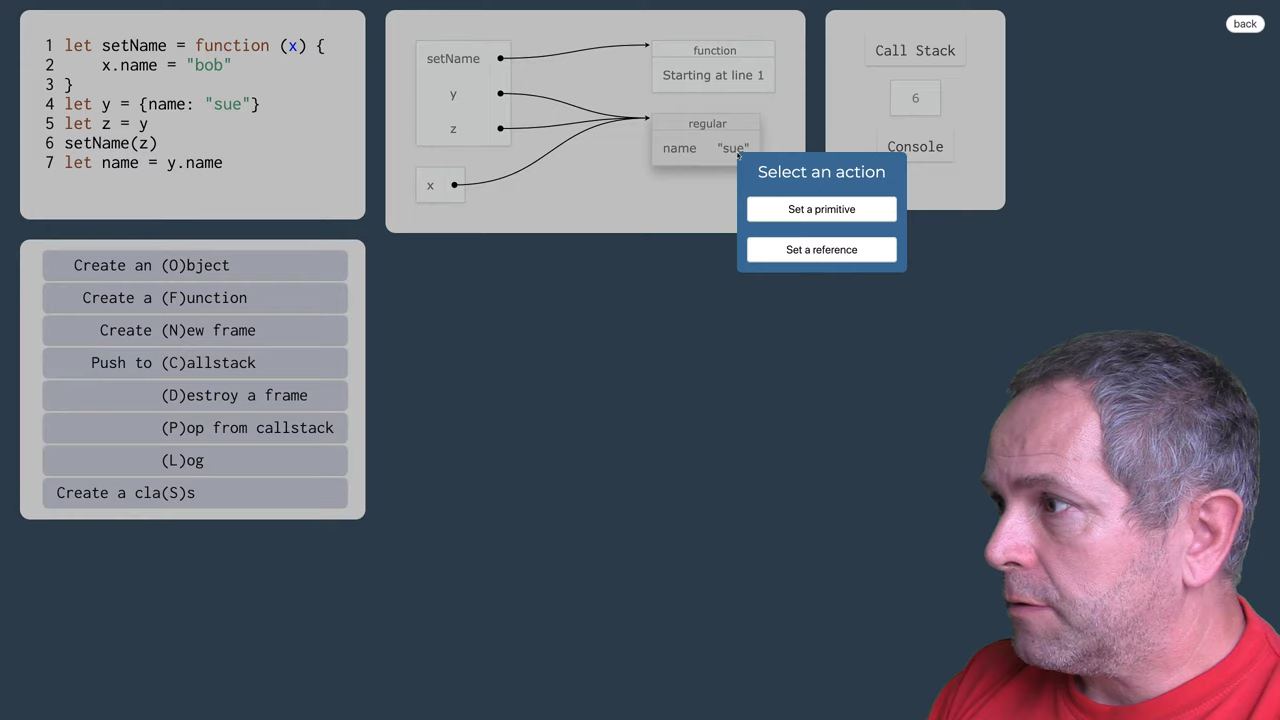 back
1 let setName = function (x) {
2 x.name = "bob"
3 }
4 let y = {name: "sue"}
5 let z = y
6 setName(z)
7 let name = y.name
setName
y
z
x
function
Starting at line 1
regular
name "sue"
Call Stack
6
Console
Select an action
Set a primitive
Set a reference
Create an (O)bject
Create a (F)unction
Create (N)ew frame
Push to (C)allstack
(D)estroy a frame
(P)op from callstack
(L)og
Create a cla(S)s